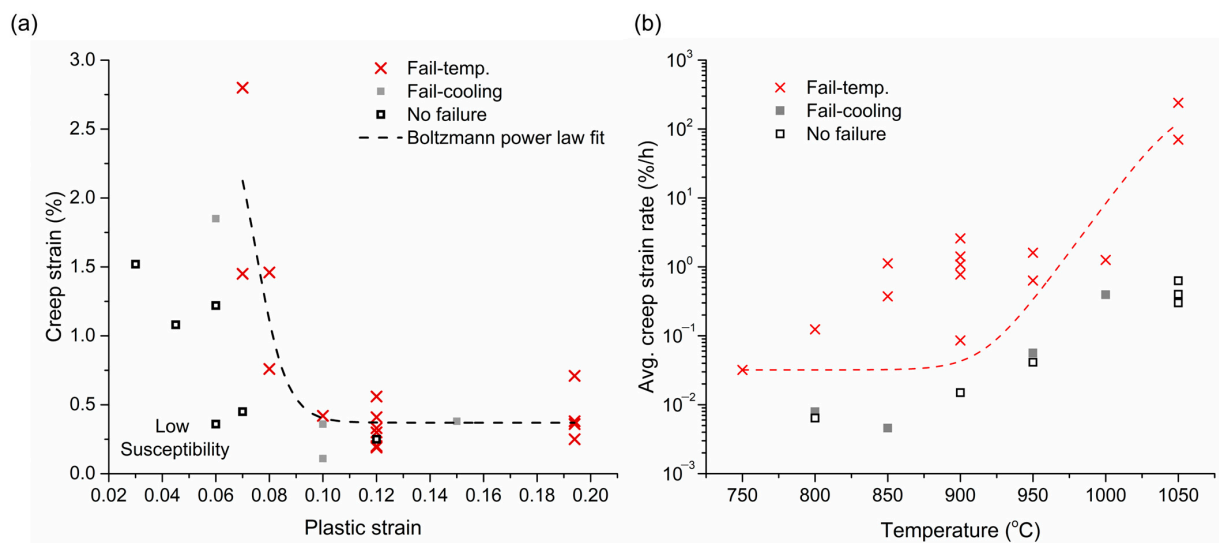 (a)
3.0
2.5
2.0
1.5
1.0
0.5
0.0
Creep strain (%)
Fail-temp.
Fail-cooling
No failure
Boltzmann power law fit
Low
Susceptibility
0.02 0.04 0.06 0.08 0.10 0.12 0.14 0.16 0.18 0.20
Plastic strain
(b)
10³
10²
10¹
10⁰
10⁻¹
10⁻²
10⁻³
Avg. creep strain rate (%/h)
Fail-temp.
Fail-cooling
No failure
750 800 850 900 950 1000 1050
Temperature (°C)